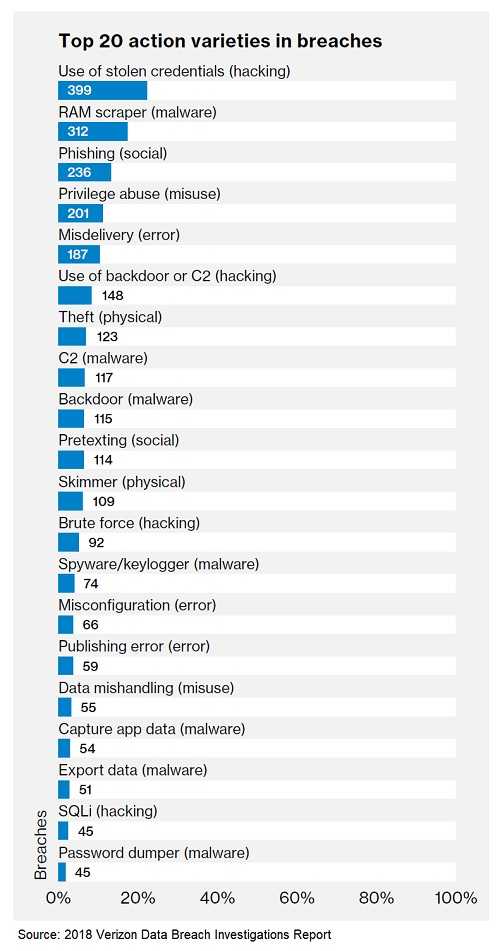 Top 20 action varieties in breaches
Use of stolen credentials (hacking)
399
RAM scraper (malware)
312
Phishing (social)
236
Privilege abuse (misuse)
201
Misdelivery (error)
187
Use of backdoor or C2 (hacking)
148
Theft (physical)
123
C2 (malware)
117
Backdoor (malware)
115
Pretexting (social)
114
Skimmer (physical)
109
Brute force (hacking)
92
Spyware/keylogger (malware)
74
Misconfiguration (error)
66
Publishing error (error)
59
Data mishandling (misuse)
55
Capture app data (malware)
54
Export data (malware)
51
SQLi (hacking)
45
Password dumper (malware)
45
Breaches
0% 20% 40% 60% 80% 100%
Source: 2018 Verizon Data Breach Investigations Report